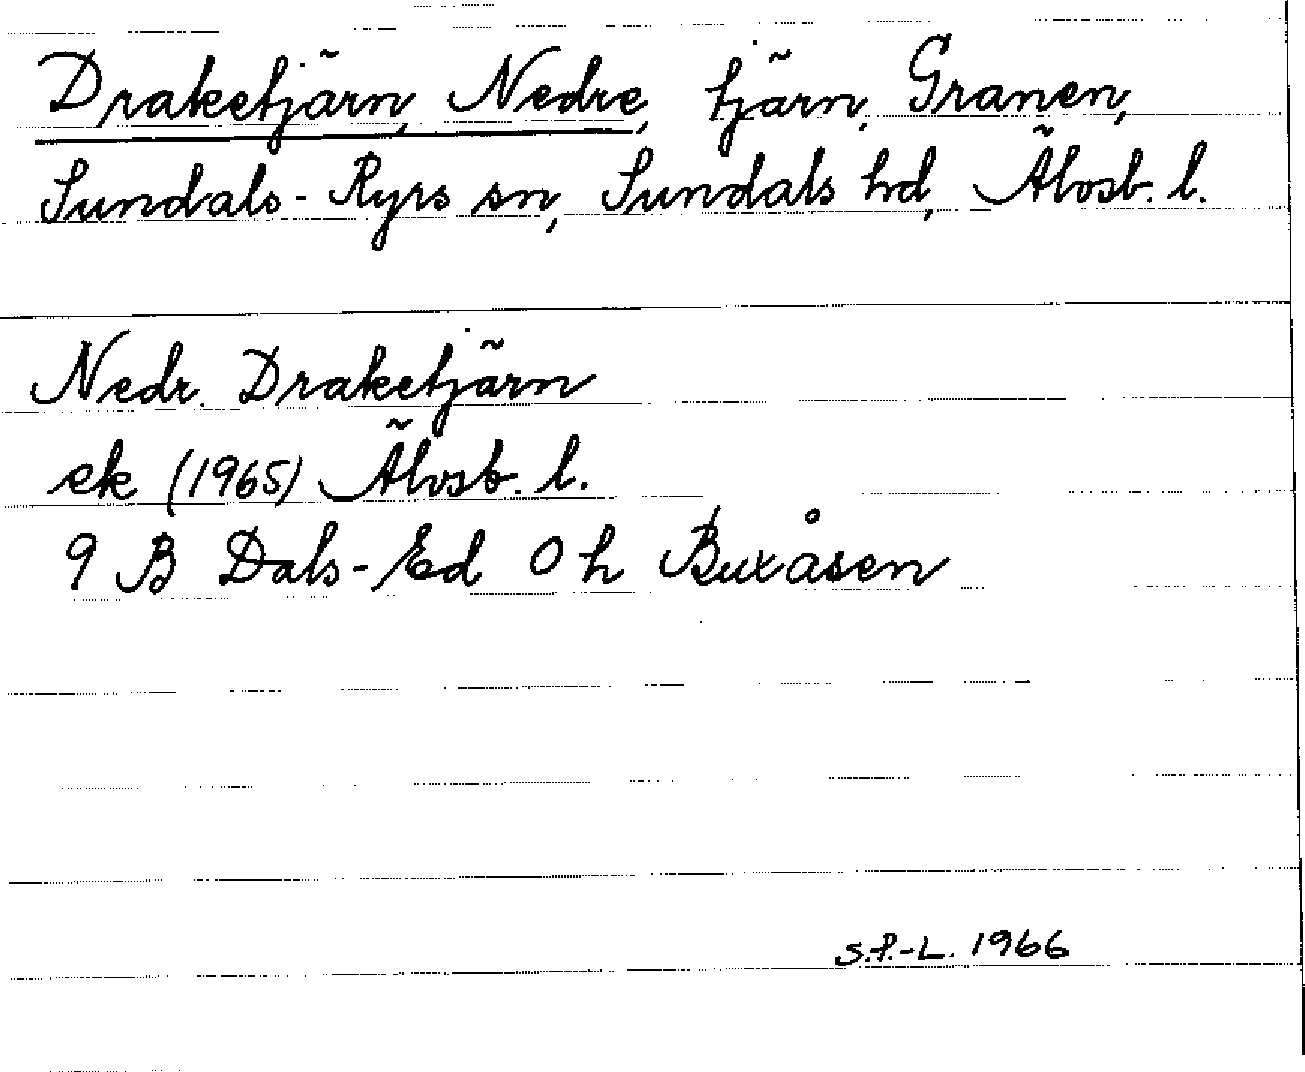 Draketjärn, Nedre, tjärn, Granen,
Sundals-Ryrs sn, Sundals hd, Älvsb. l.
Nedr. Draketjärn
ek (1965) Älvsb. l.
9 B Dals-Ed 0 h Buxåsen
S.P.-L. 1966